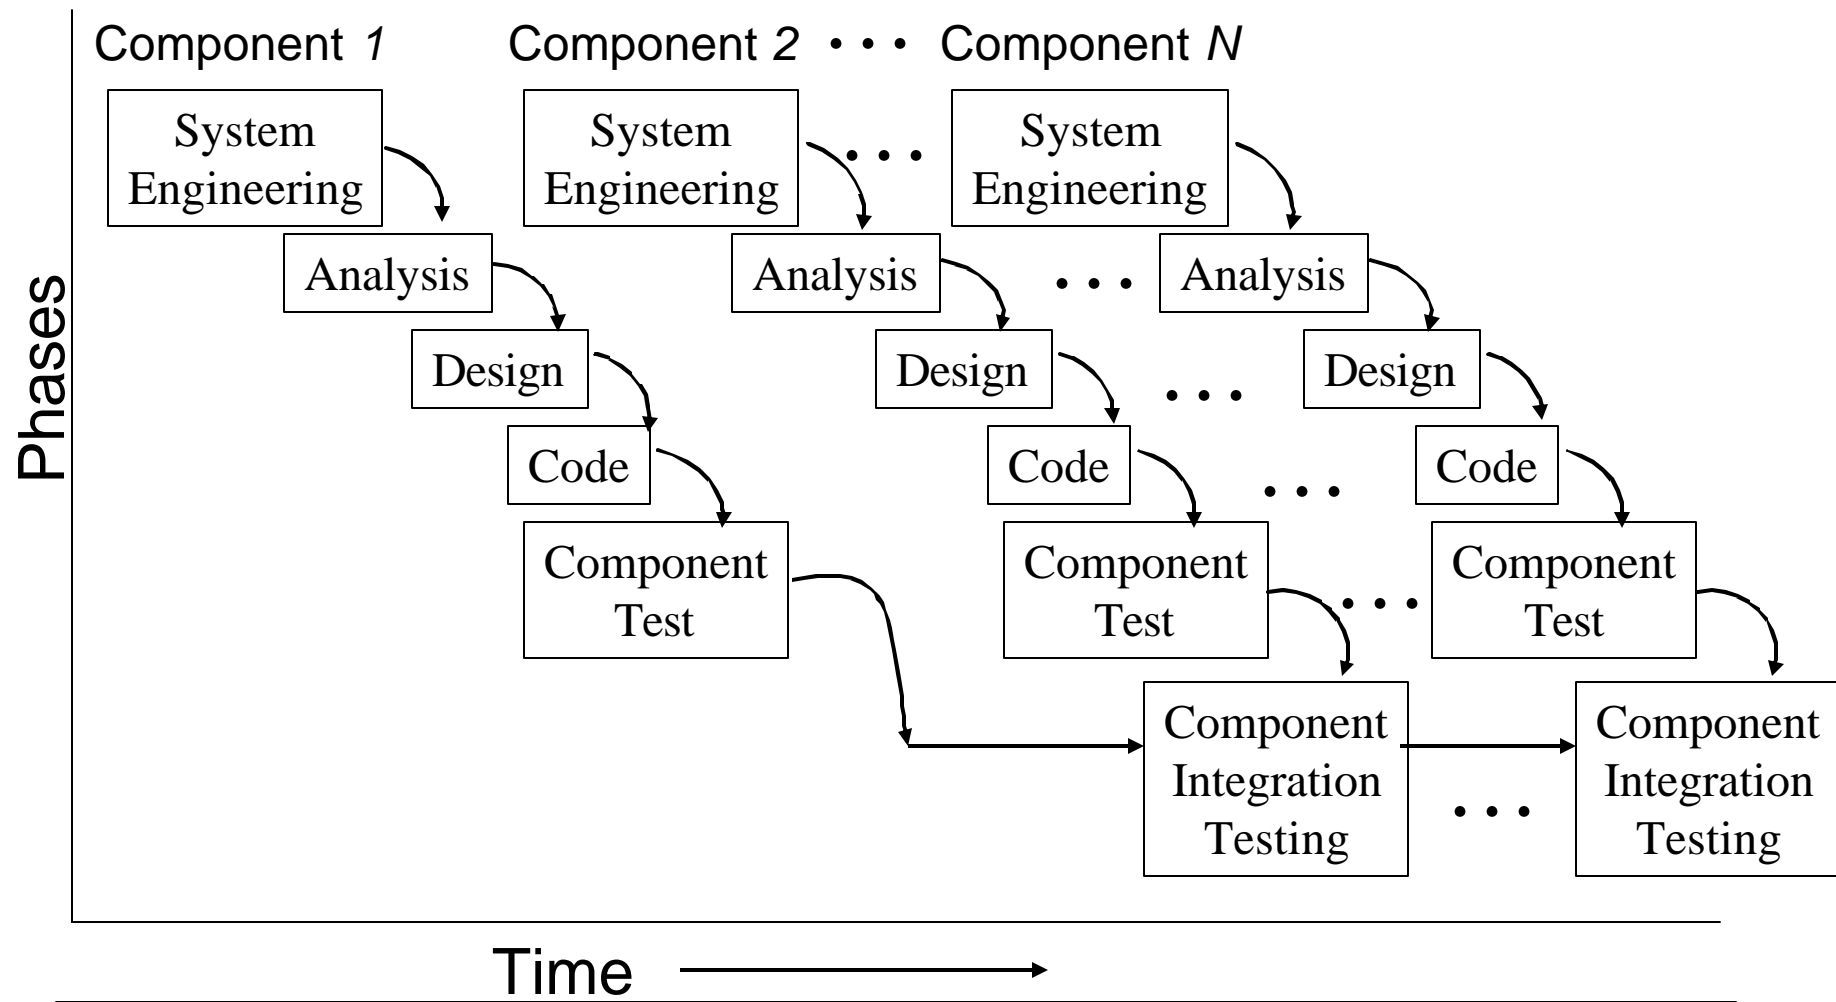 Component 1 Component 2 • • • Component N
System
Engineering
System
Engineering
• • •
System
Engineering
Analysis
Analysis
• • •
Analysis
Phases
Design
Design
• • •
Design
Code
Code
• • •
Code
Component
Test
Component
Test
• • •
Component
Test
Component
Integration
Testing
• • •
Component
Integration
Testing
Time